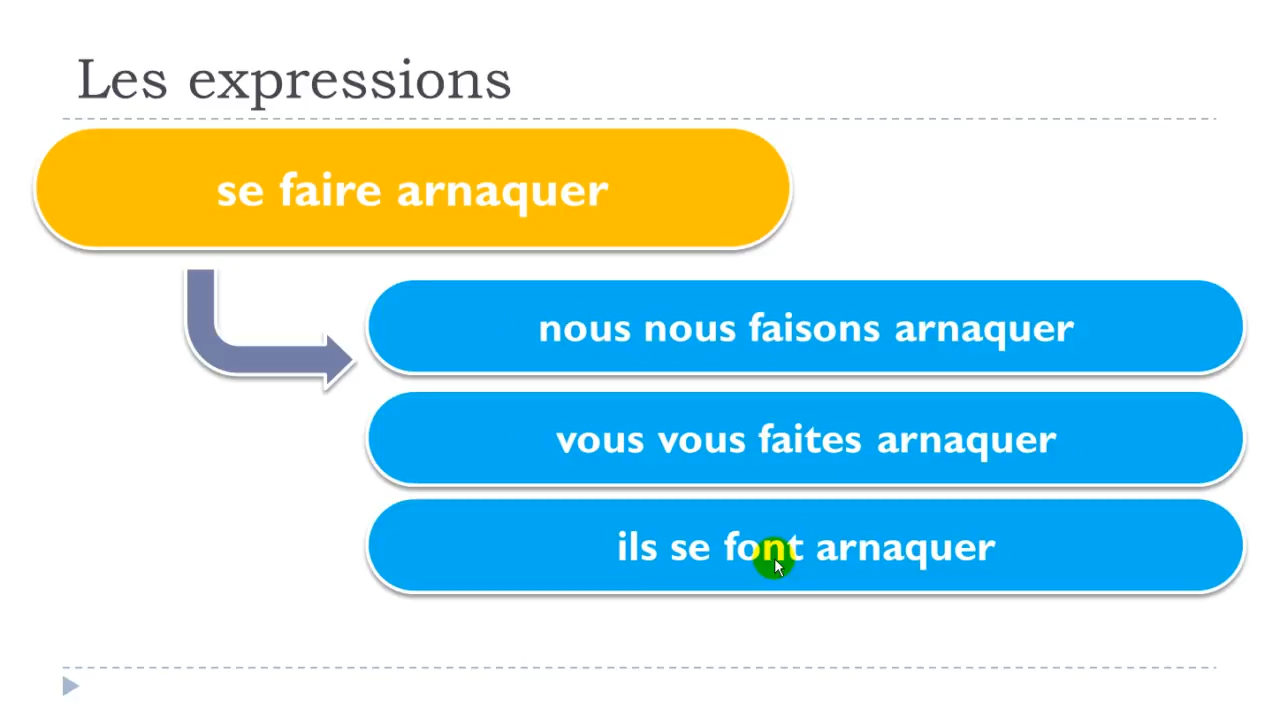 Les expressions
se faire arnaquer
nous nous faisons arnaquer
vous vous faites arnaquer
ils se font arnaquer